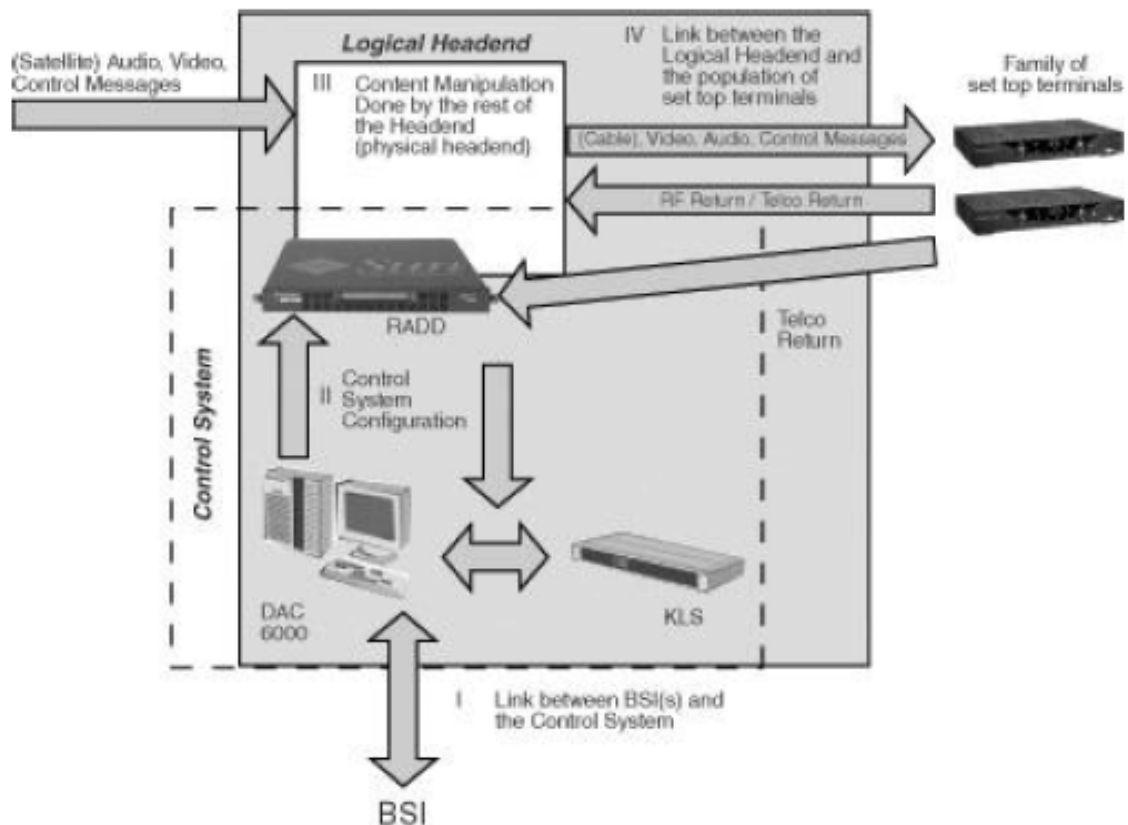 Logical Headend
IV Link between the
Logical Headend and
the population of
set top terminals
(Satellite) Audio, Video,
Control Messages
III Content Manipulation
Done by the rest of
the Headend
(physical headend)
Family of
set top terminals
(Cable), Video, Audio, Control Messages
RF Return / Telco Return
RADD
Telco
Return
II Control
System
Configuration
Control System
DAC
6000
KLS
I Link between BSI(s) and
the Control System
BSI